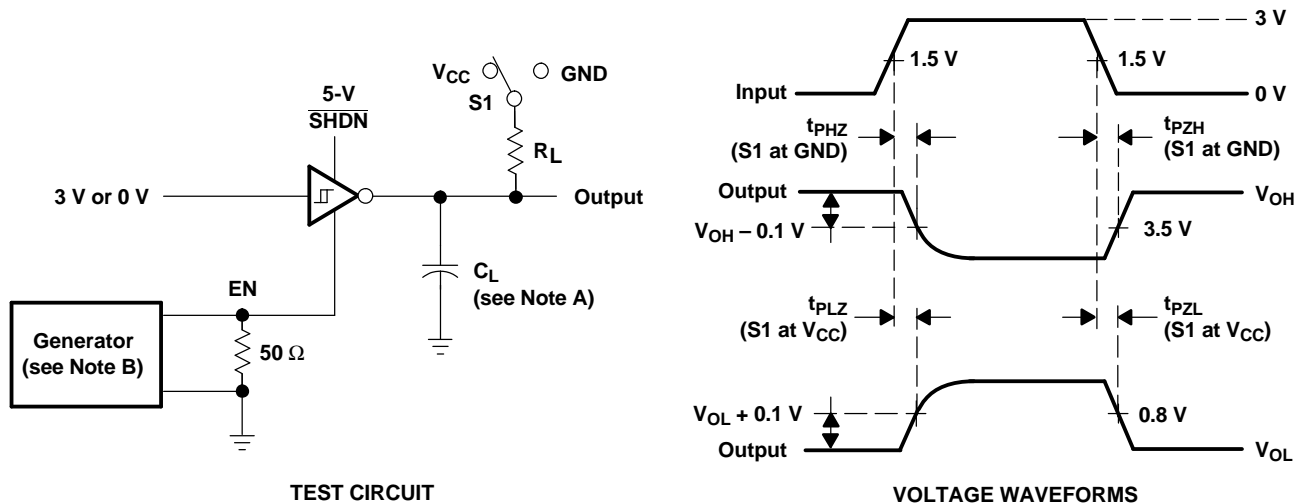 VCC
GND
S1
5-V
SHDN
RL
3 V or 0 V
Output
CL
(see Note A)
EN
Generator
(see Note B)
50 Ω
TEST CIRCUIT
3 V
1.5 V
1.5 V
Input
0 V
tPHZ
(S1 at GND)
tPZH
(S1 at GND)
Output
VOH
VOH – 0.1 V
3.5 V
tPLZ
(S1 at VCC)
tPZL
(S1 at VCC)
VOL + 0.1 V
0.8 V
Output
VOL
VOLTAGE WAVEFORMS